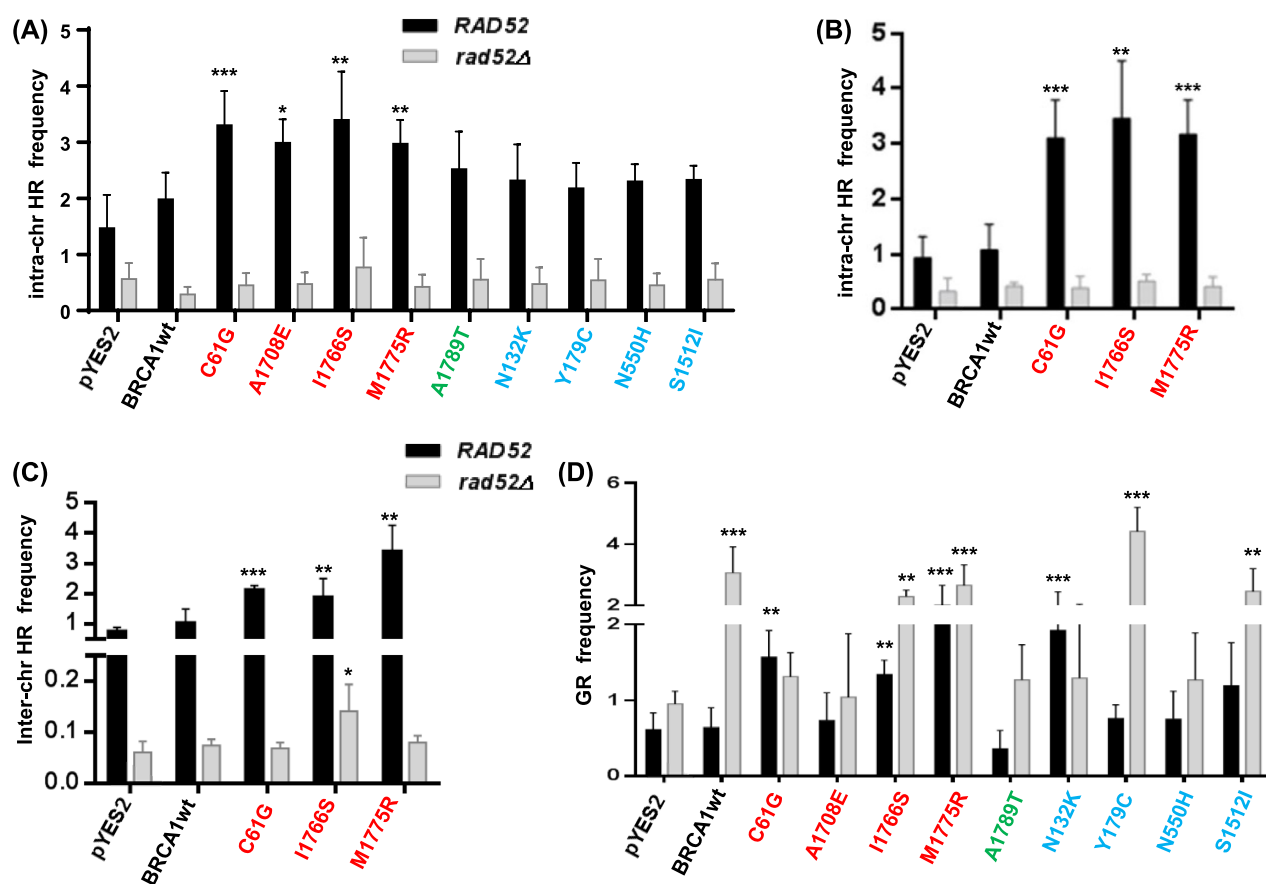 (A)
RAD52
rad52Δ
intra-chr HR frequency
5
4
3
2
1
0
***
*
**
**
pYES2
BRCA1wt
C61G
A1708E
I1766S
M1775R
A1789T
N132K
Y179C
N550H
S1512I
(B)
intra-chr HR frequency
5
4
3
2
1
0
***
**
***
pYES2
BRCA1wt
C61G
I1766S
M1775R
(C)
RAD52
rad52Δ
Inter-chr HR frequency
5
4
3
2
1
0.2
0.1
0.0
***
**
*
**
pYES2
BRCA1wt
C61G
I1766S
M1775R
(D)
GR frequency
6
4
2
2
1
0
***
**
**
**
***
***
***
***
**
pYES2
BRCA1wt
C61G
A1708E
I1766S
M1775R
A1789T
N132K
Y179C
N550H
S1512I